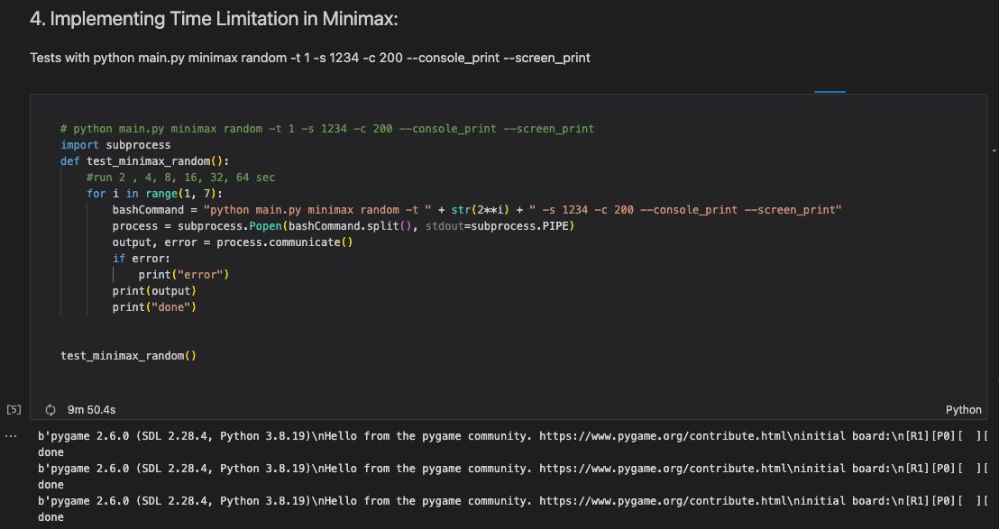 4. Implementing Time Limitation in Minimax:
Tests with python main.py minimax random -t 1 -s 1234 -c 200 --console_print --screen_print
# python main.py minimax random -t 1 -s 1234 -c 200 --console_print --screen_print
import subprocess
def test_minimax_random():
#run 2 , 4, 8, 16, 32, 64 sec
for i in range(1, 7):
bashCommand = "python main.py minimax random -t " + str(2**i) + " -s 1234 -c 200 --console_print --screen_print"
process = subprocess.Popen(bashCommand.split(), stdout=subprocess.PIPE)
output, error = process.communicate()
if error:
print("error")
print(output)
print("done")
test_minimax_random()
[5] 9m 50.4s Python
... b'pygame 2.6.0 (SDL 2.28.4, Python 3.8.19)\nHello from the pygame community. https://www.pygame.org/contribute.html\ninitial board:\n[R1][P0][  ][
done
b'pygame 2.6.0 (SDL 2.28.4, Python 3.8.19)\nHello from the pygame community. https://www.pygame.org/contribute.html\ninitial board:\n[R1][P0][  ][
done
b'pygame 2.6.0 (SDL 2.28.4, Python 3.8.19)\nHello from the pygame community. https://www.pygame.org/contribute.html\ninitial board:\n[R1][P0][  ][
done